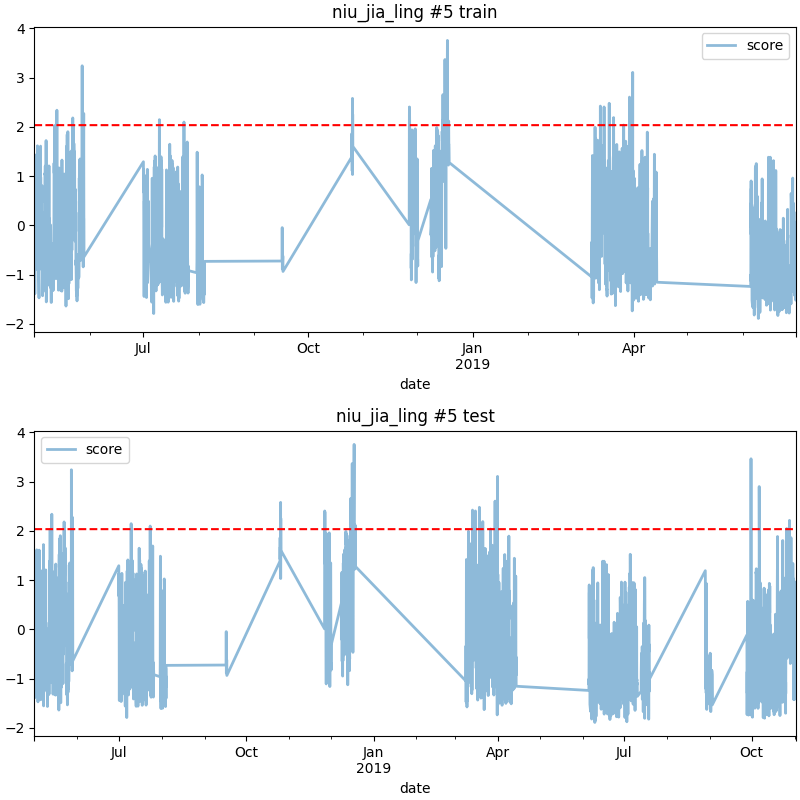 niu_jia_ling #5 train
score
4
3
2
1
0
−1
−2
Jul
Oct
Jan
2019
Apr
date
niu_jia_ling #5 test
score
4
3
2
1
0
−1
−2
Jul
Oct
Jan
2019
Apr
Jul
Oct
date